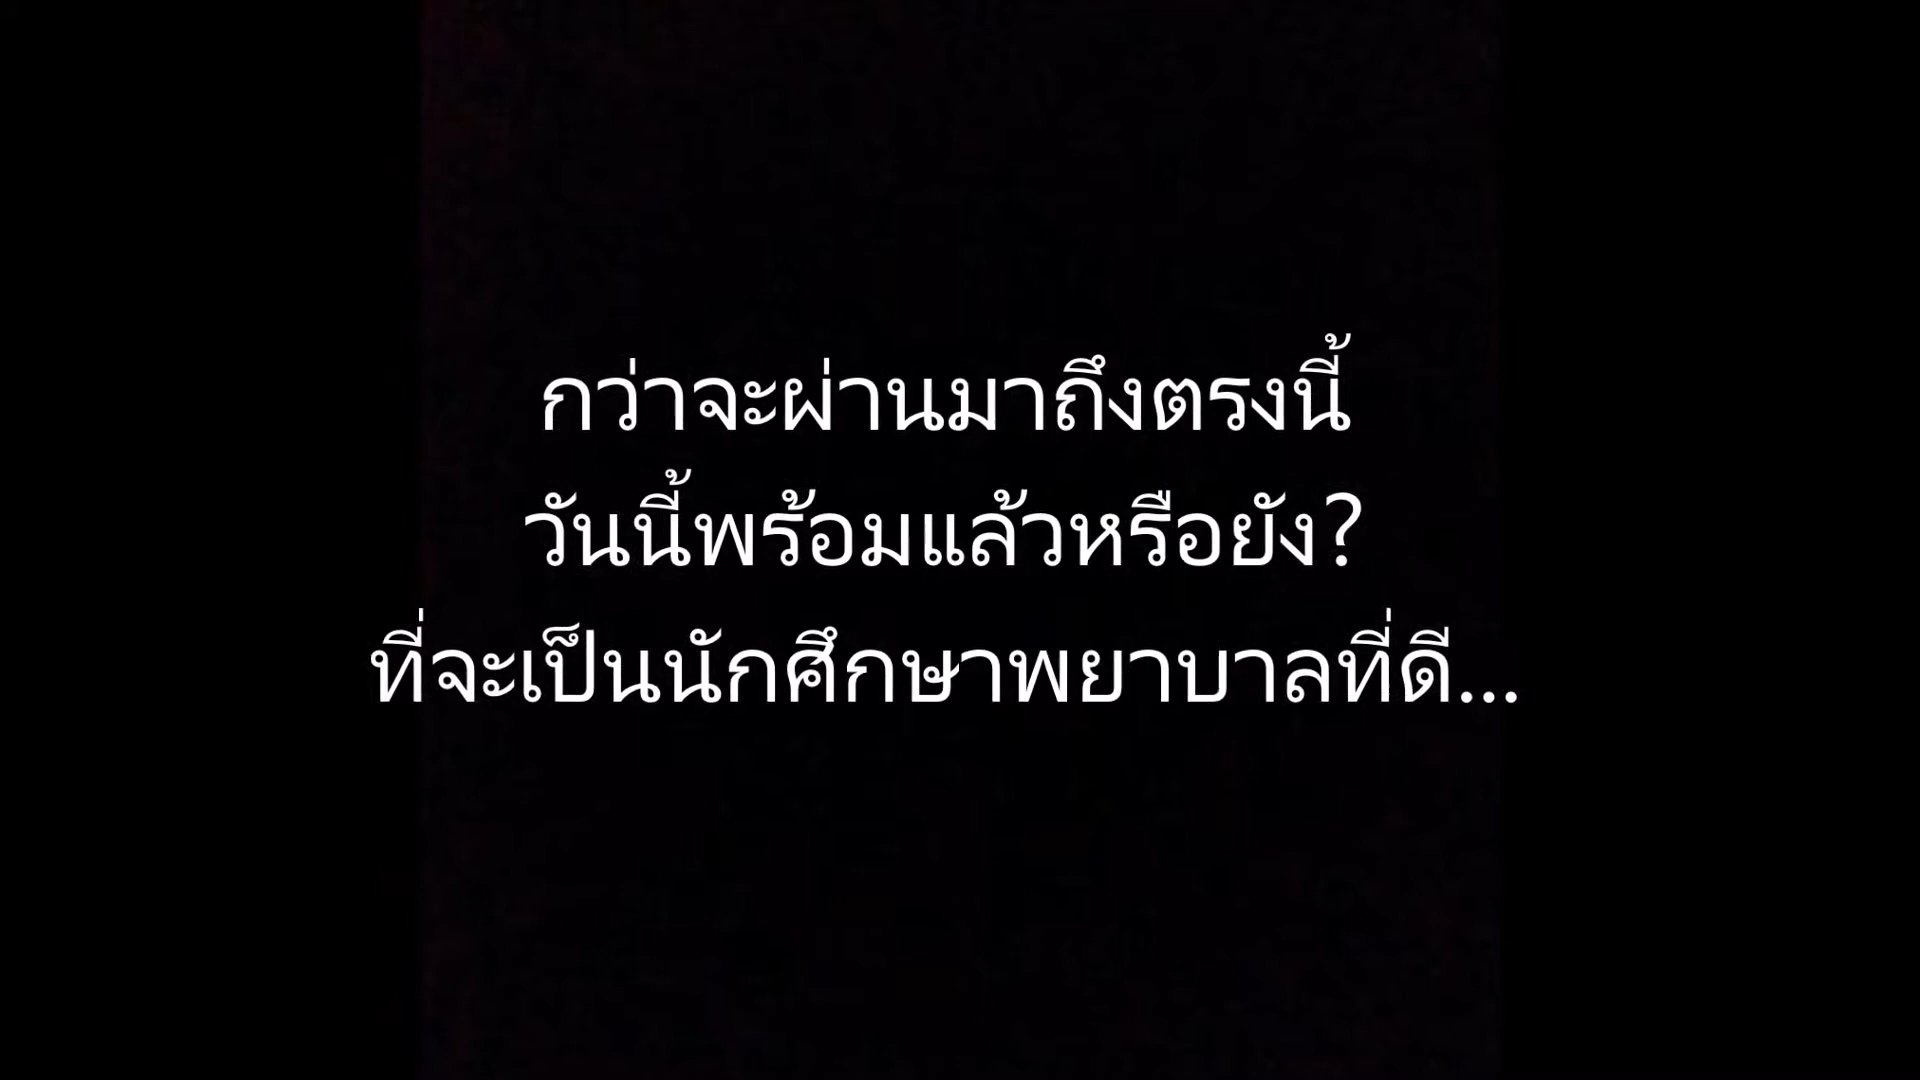 กว่าจะผ่านมาถึงตรงนี้
วันนี้พร้อมแล้วหรือยัง?
ที่จะเป็นนักศึกษาพยาบาลที่ดี...